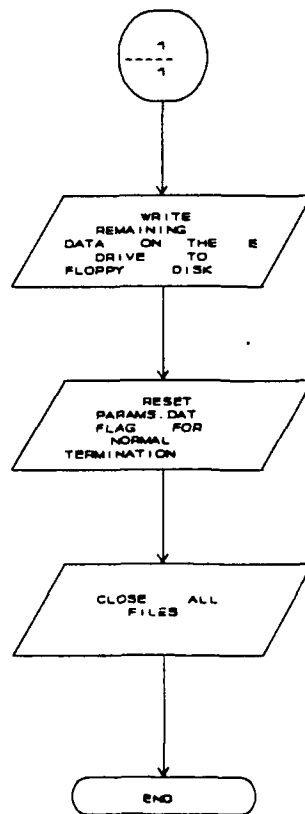 1
1
WRITE
REMAINING
DATA ON THE E
DRIVE TO
FLOPPY DISK
RESET
PARAMS.DAT
FLAG FOR
NORMAL
TERMINATION
CLOSE ALL
FILES
END